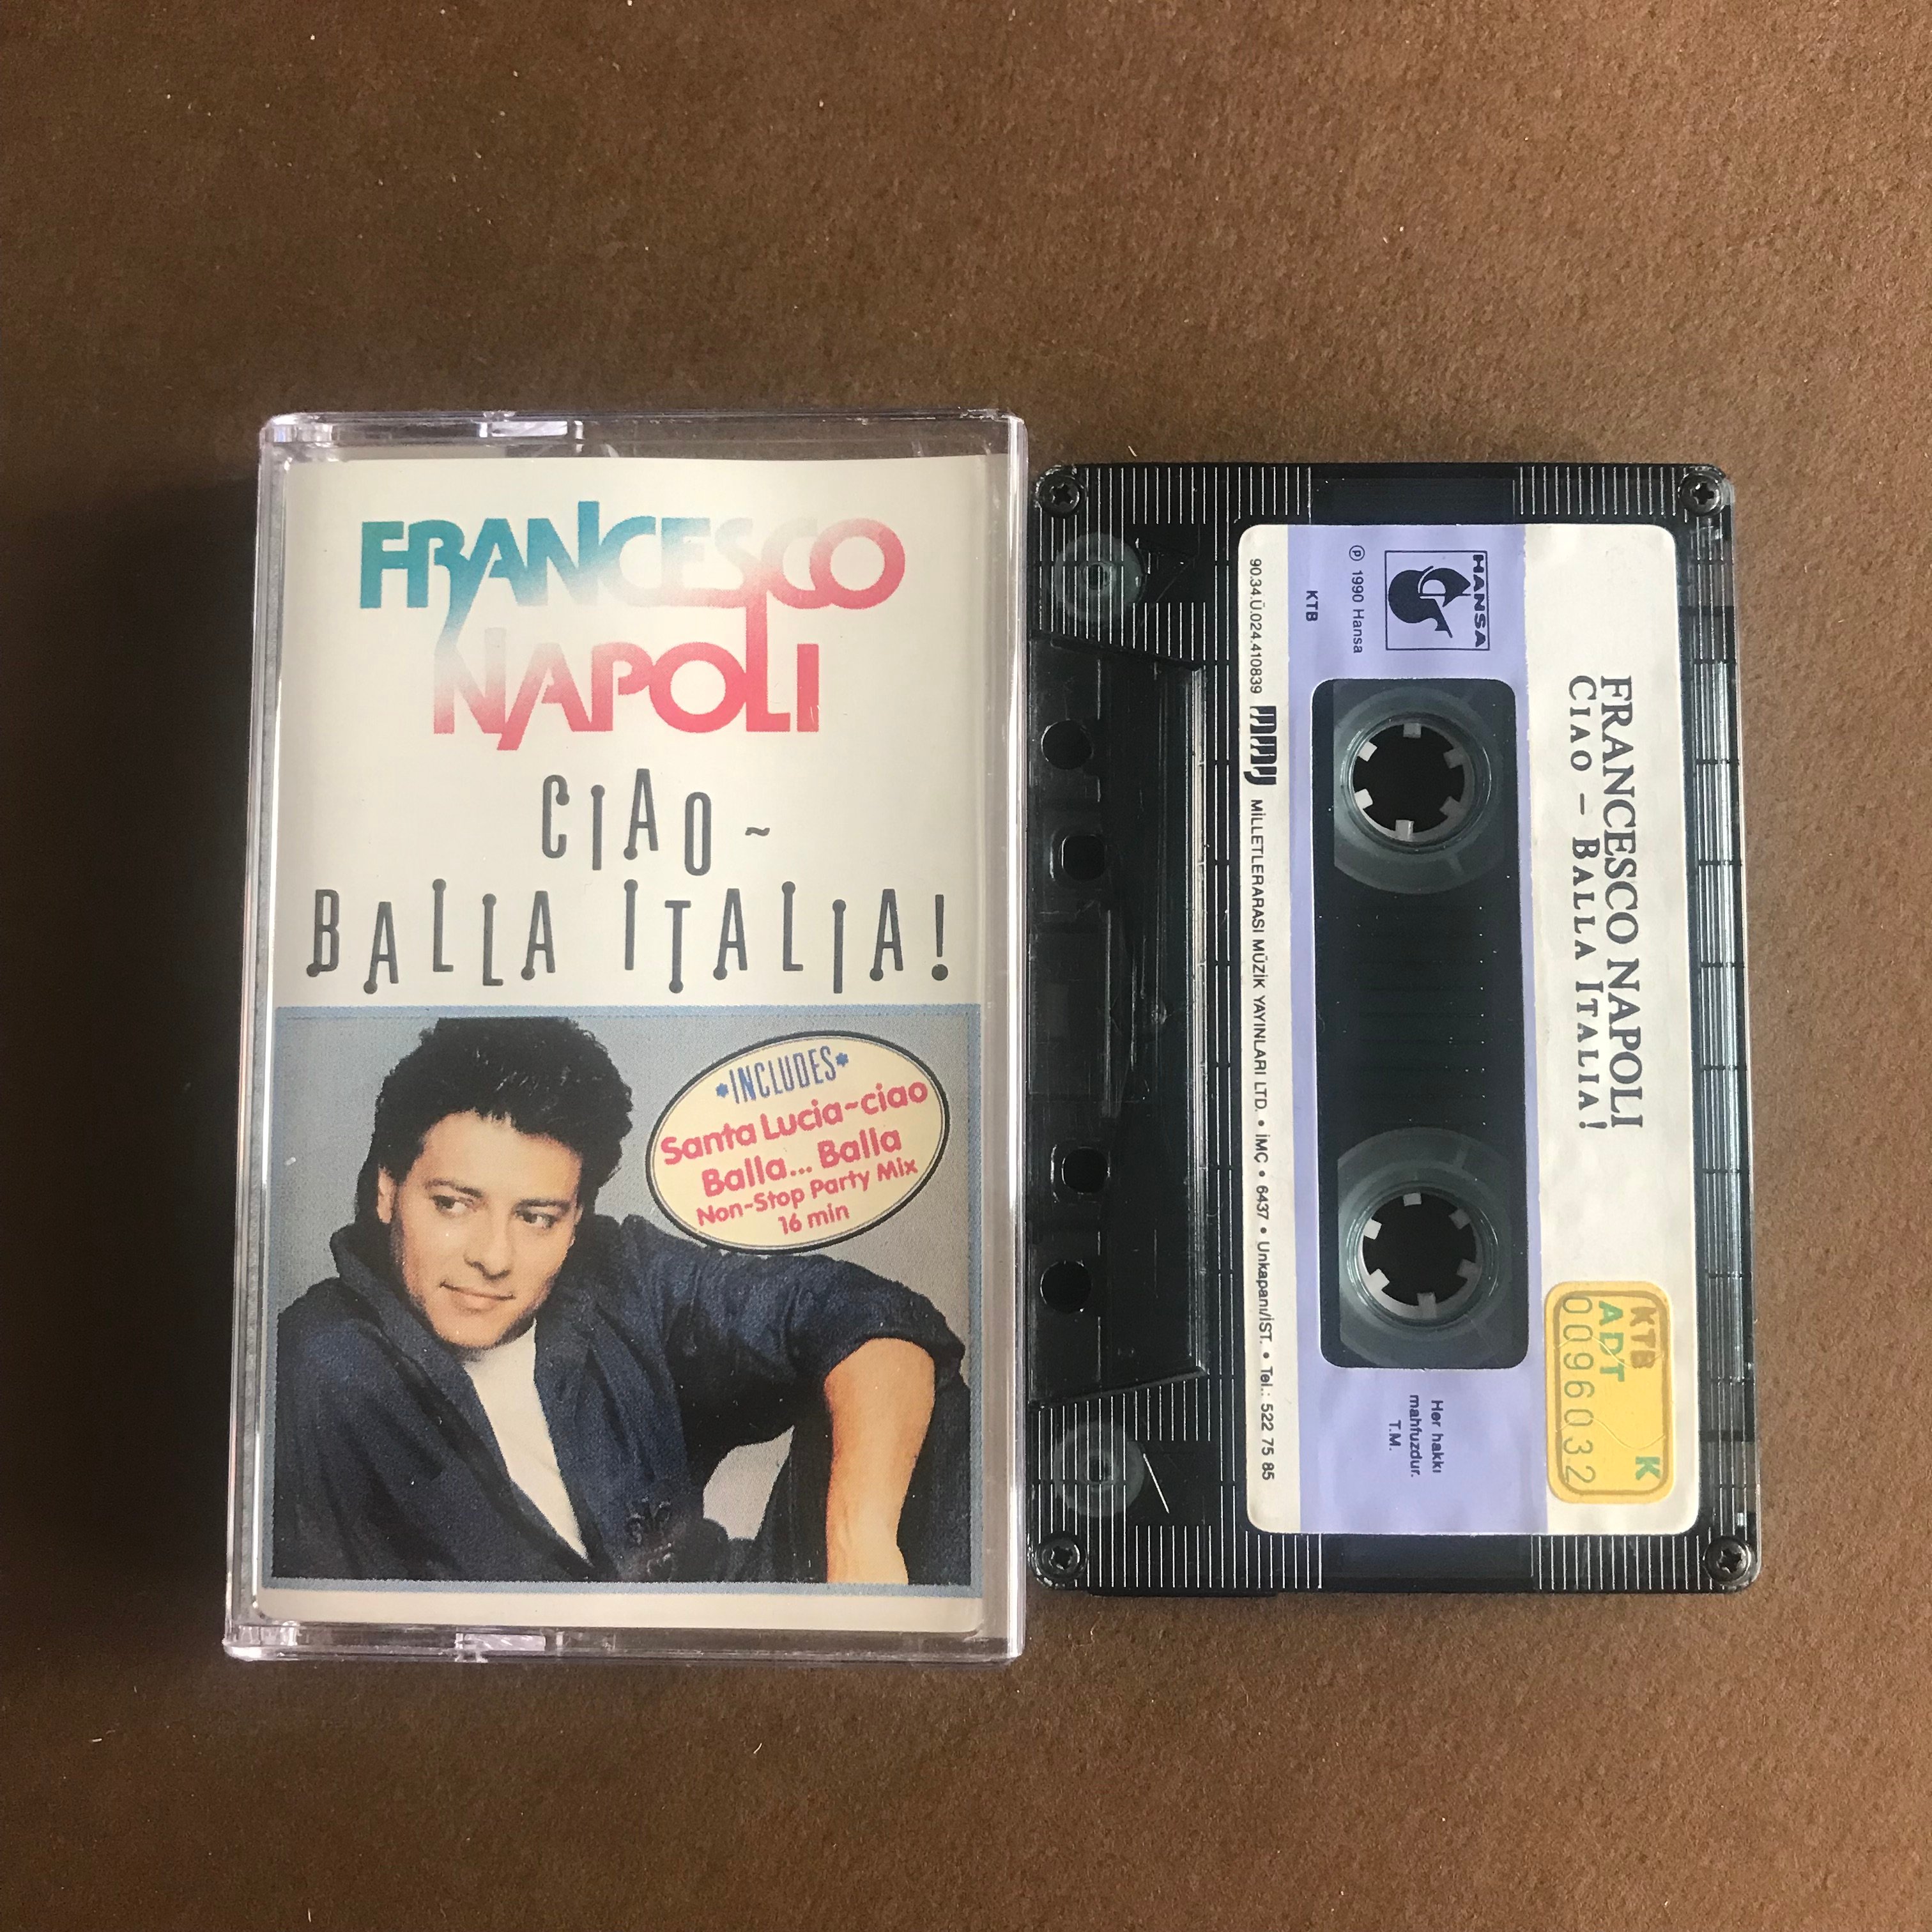 FRANCESCO
NAPOLI
CIAO~
BALLA ITALIA!
*INCLUDES*
Santa Lucia~ciao
Balla... Balla
Non-Stop Party Mix
16 min
FRANCESCO NAPOLI
CIAO – BALLA ITALIA!
KTB K
ADT
0096032
HANSA
℗ 1990 Hansa
KTB
Her hakkı
mahfuzdur.
T.M.
90.34.Ü.024.410839 MMY MİLLETLERARASI MÜZİK YAYINLARI LTD. • İMÇ • 6437 • Unkapanı/İST. • Tel.: 522 75 85